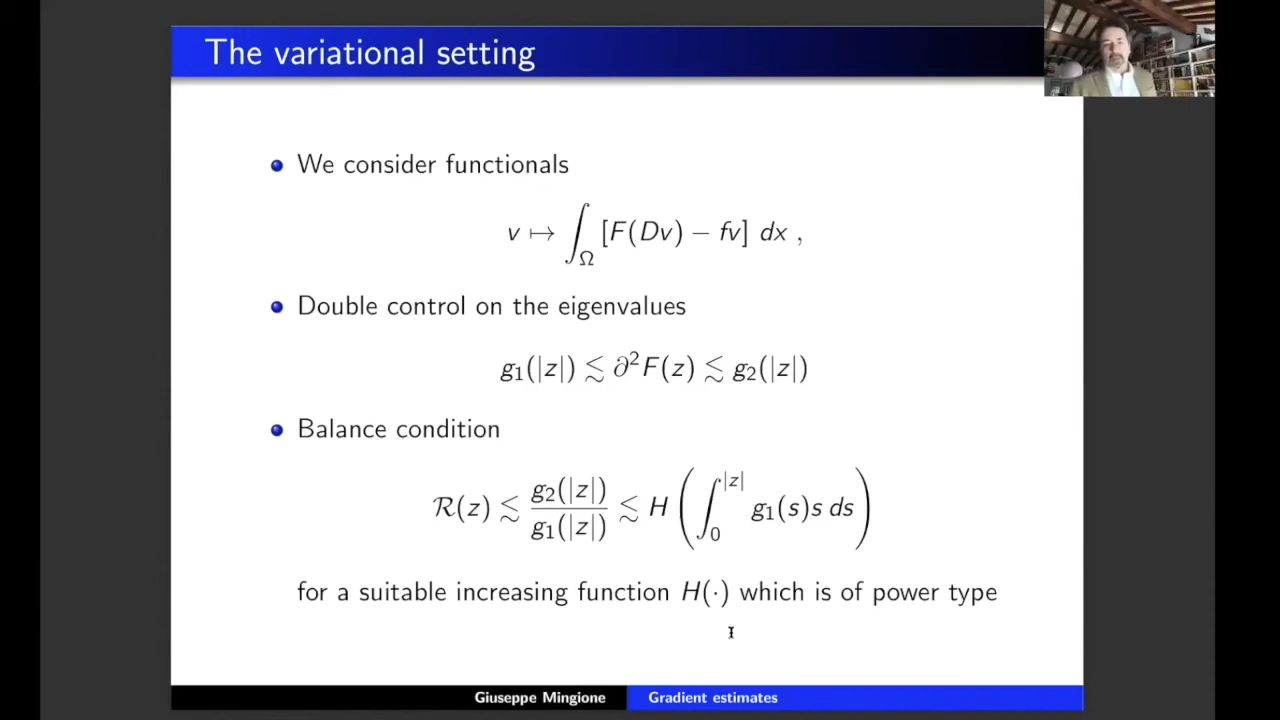 The variational setting
We consider functionals
v ↦ ∫_Ω [F(Dv) − fv] dx ,
Double control on the eigenvalues
g₁(|z|) ≲ ∂²F(z) ≲ g₂(|z|)
Balance condition
ℛ(z) ≲ g₂(|z|) / g₁(|z|) ≲ H ( ∫₀^|z| g₁(s)s ds )
for a suitable increasing function H(·) which is of power type
Giuseppe Mingione Gradient estimates